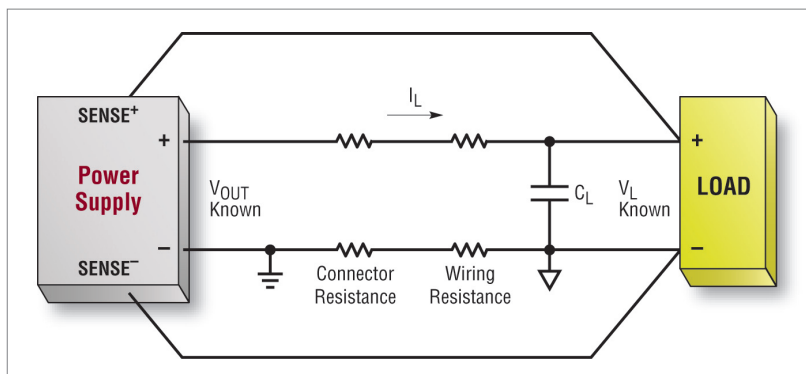 SENSE+
+
Power
Supply
−
SENSE−
VOUT
Known
IL
CL
VL
Known
Connector
Resistance
Wiring
Resistance
+
LOAD
−